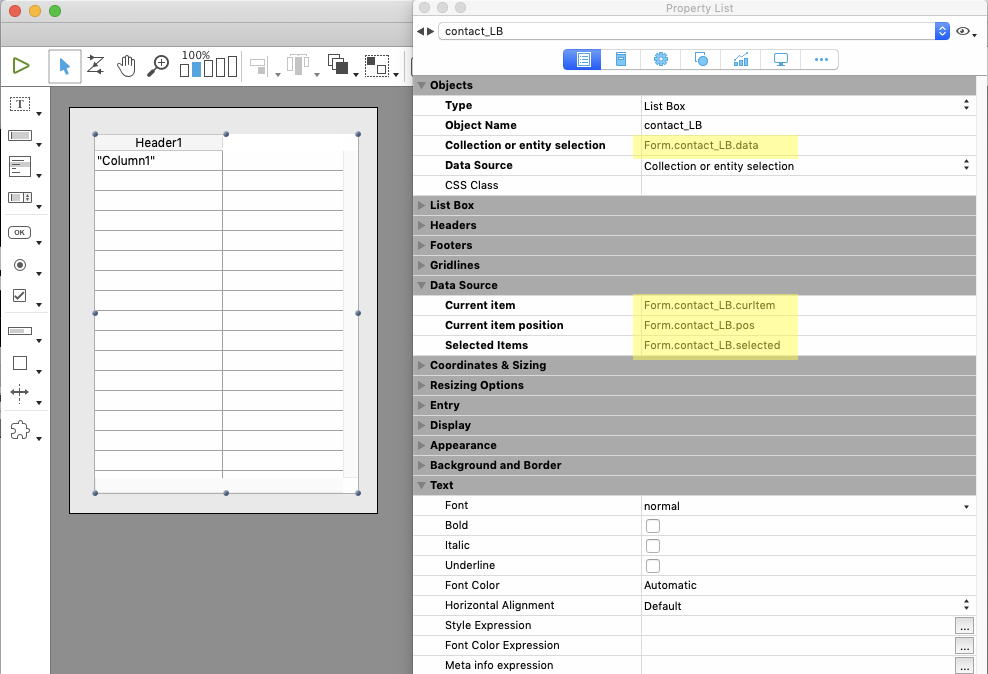 Property List
contact_LB
100%
T
OK
Header1
"Column1"
Objects
Type List Box
Object Name contact_LB
Collection or entity selection Form.contact_LB.data
Data Source Collection or entity selection
CSS Class
List Box
Headers
Footers
Gridlines
Data Source
Current item Form.contact_LB.curItem
Current item position Form.contact_LB.pos
Selected Items Form.contact_LB.selected
Coordinates & Sizing
Resizing Options
Entry
Display
Appearance
Background and Border
Text
Font normal
Bold
Italic
Underline
Font Color Automatic
Horizontal Alignment Default
Style Expression ...
Font Color Expression ...
Meta info expression ...